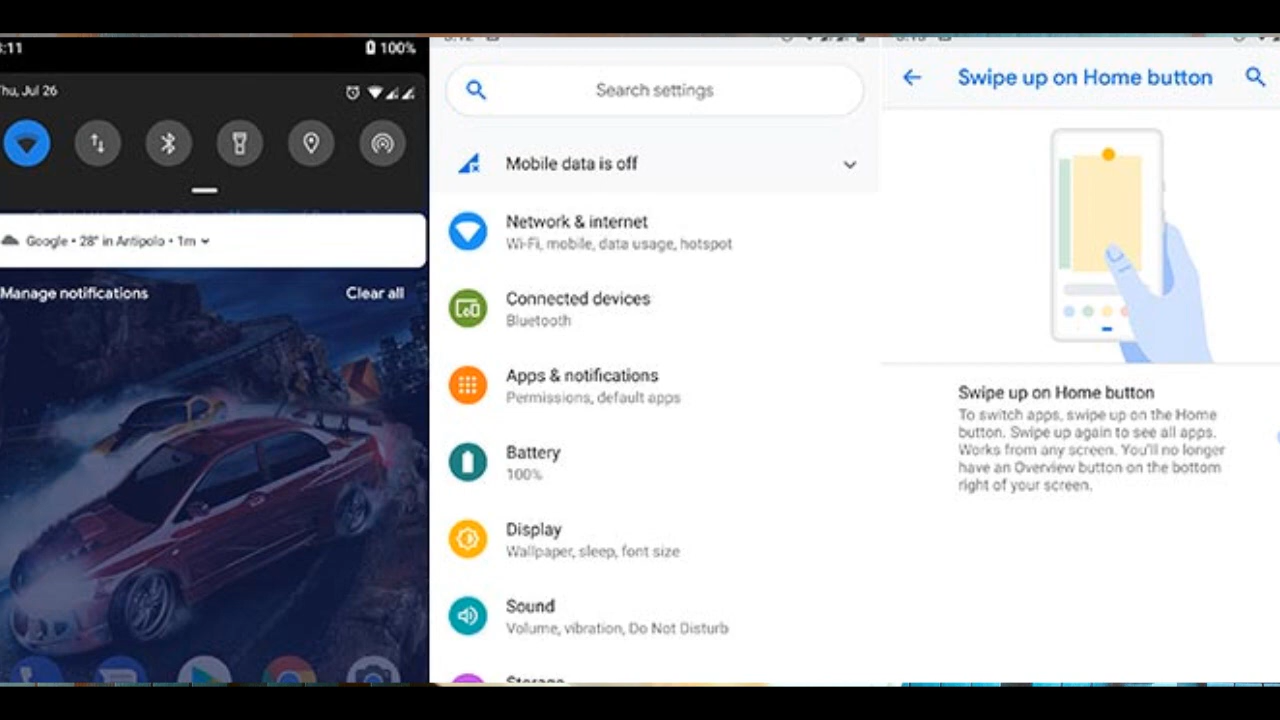 :11
100%
Thu, Jul 26
Google • 28° in Antipolo • 1m
Manage notifications
Clear all
Search settings
Mobile data is off
Network & internet
Wi-Fi, mobile, data usage, hotspot
Connected devices
Bluetooth
Apps & notifications
Permissions, default apps
Battery
100%
Display
Wallpaper, sleep, font size
Sound
Volume, vibration, Do Not Disturb
Storage
Swipe up on Home button
Swipe up on Home button
To switch apps, swipe up on the Home
button. Swipe up again to see all apps.
Works from any screen. You'll no longer
have an Overview button on the bottom
right of your screen.